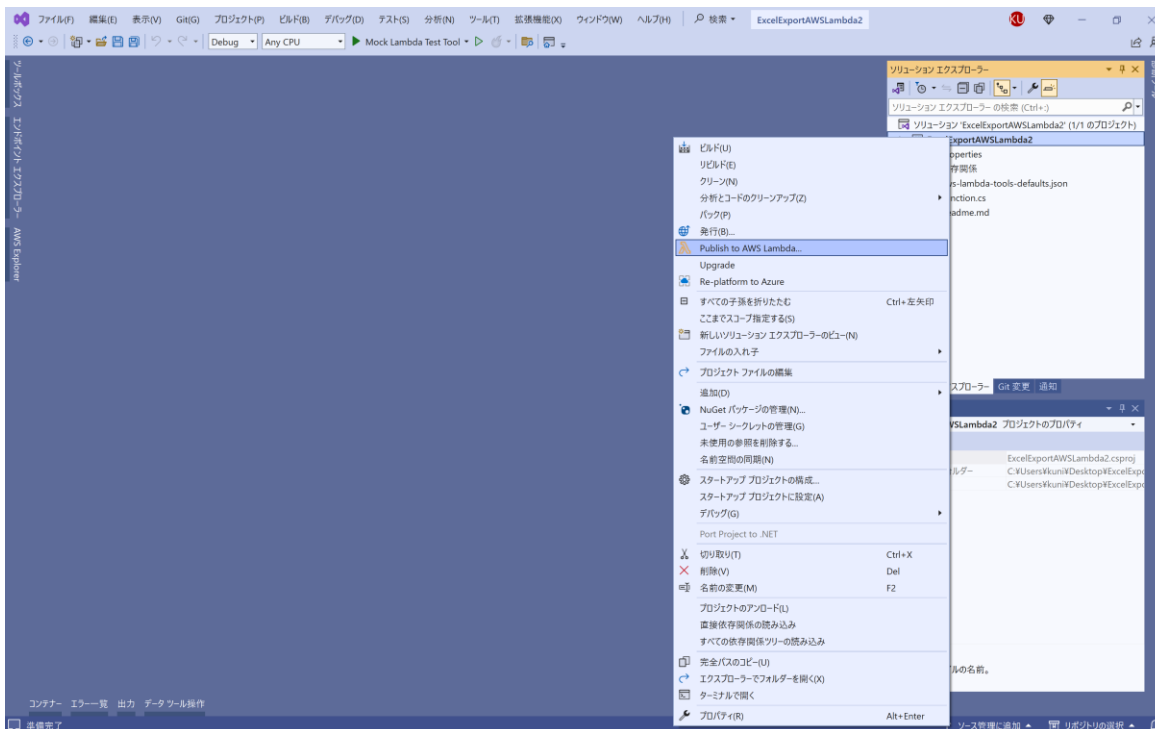 ファイル(F) 編集(E) 表示(V) Git(G) プロジェクト(P) ビルド(B) デバッグ(D) テスト(S) 分析(N) ツール(T) 拡張機能(X) ウィンドウ(W) ヘルプ(H) 検索 ExcelExportAWSLambda2 KU
Debug Any CPU Mock Lambda Test Tool
ツールボックス
エンドポイント エクスプローラー
AWS Explorer
ソリューション エクスプローラー
ソリューション エクスプローラー の検索 (Ctrl+:)
ソリューション 'ExcelExportAWSLambda2' (1/1 のプロジェクト)
ExportAWSLambda2
operties
存関係
s-lambda-tools-defaults.json
nction.cs
adme.md
ビルド(U)
リビルド(E)
クリーン(N)
分析とコードのクリーンアップ(Z)
パック(P)
発行(B)...
Publish to AWS Lambda...
Upgrade
Re-platform to Azure
すべての子孫を折りたたむ Ctrl+左矢印
ここまでスコープ指定する(S)
新しいソリューション エクスプローラーのビュー(N)
ファイルの入れ子
プロジェクト ファイルの編集
追加(D)
NuGet パッケージの管理(N)...
ユーザー シークレットの管理(G)
未使用の参照を削除する...
名前空間の同期(N)
スタートアップ プロジェクトの構成...
スタートアップ プロジェクトに設定(A)
デバッグ(G)
Port Project to .NET
切り取り(T) Ctrl+X
削除(V) Del
名前の変更(M) F2
プロジェクトのアンロード(L)
直接依存関係の読み込み
すべての依存関係ツリーの読み込み
完全パスのコピー(U)
エクスプローラーでフォルダーを開く(X)
ターミナルで開く
プロパティ(R) Alt+Enter
スプローラー Git 変更 通知
WSLambda2 プロジェクトのプロパティ
ExcelExportAWSLambda2.csproj
ルダー C:¥Users¥kuni¥Desktop¥ExcelExpo
C:¥Users¥kuni¥Desktop¥ExcelExpo
ルの名前。
コンテナー エラー一覧 出力 データ ツール操作
準備完了
ソース管理に追加 リポジトリの選択